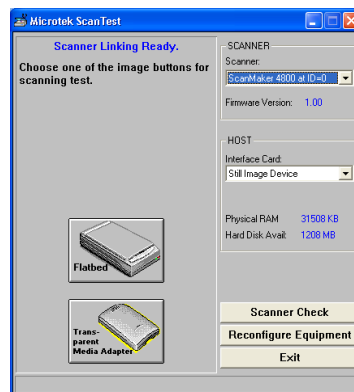 Microtek ScanTest
Scanner Linking Ready.
Choose one of the image buttons for
scanning test.
Flatbed
Trans-
parent
Media Adapter
SCANNER
Scanner:
ScanMaker 4800 at ID=0
Firmware Version: 1.00
HOST
Interface Card:
Still Image Device
Physical RAM 31508 KB
Hard Disk Avail: 1208 MB
Scanner Check
Reconfigure Equipment
Exit